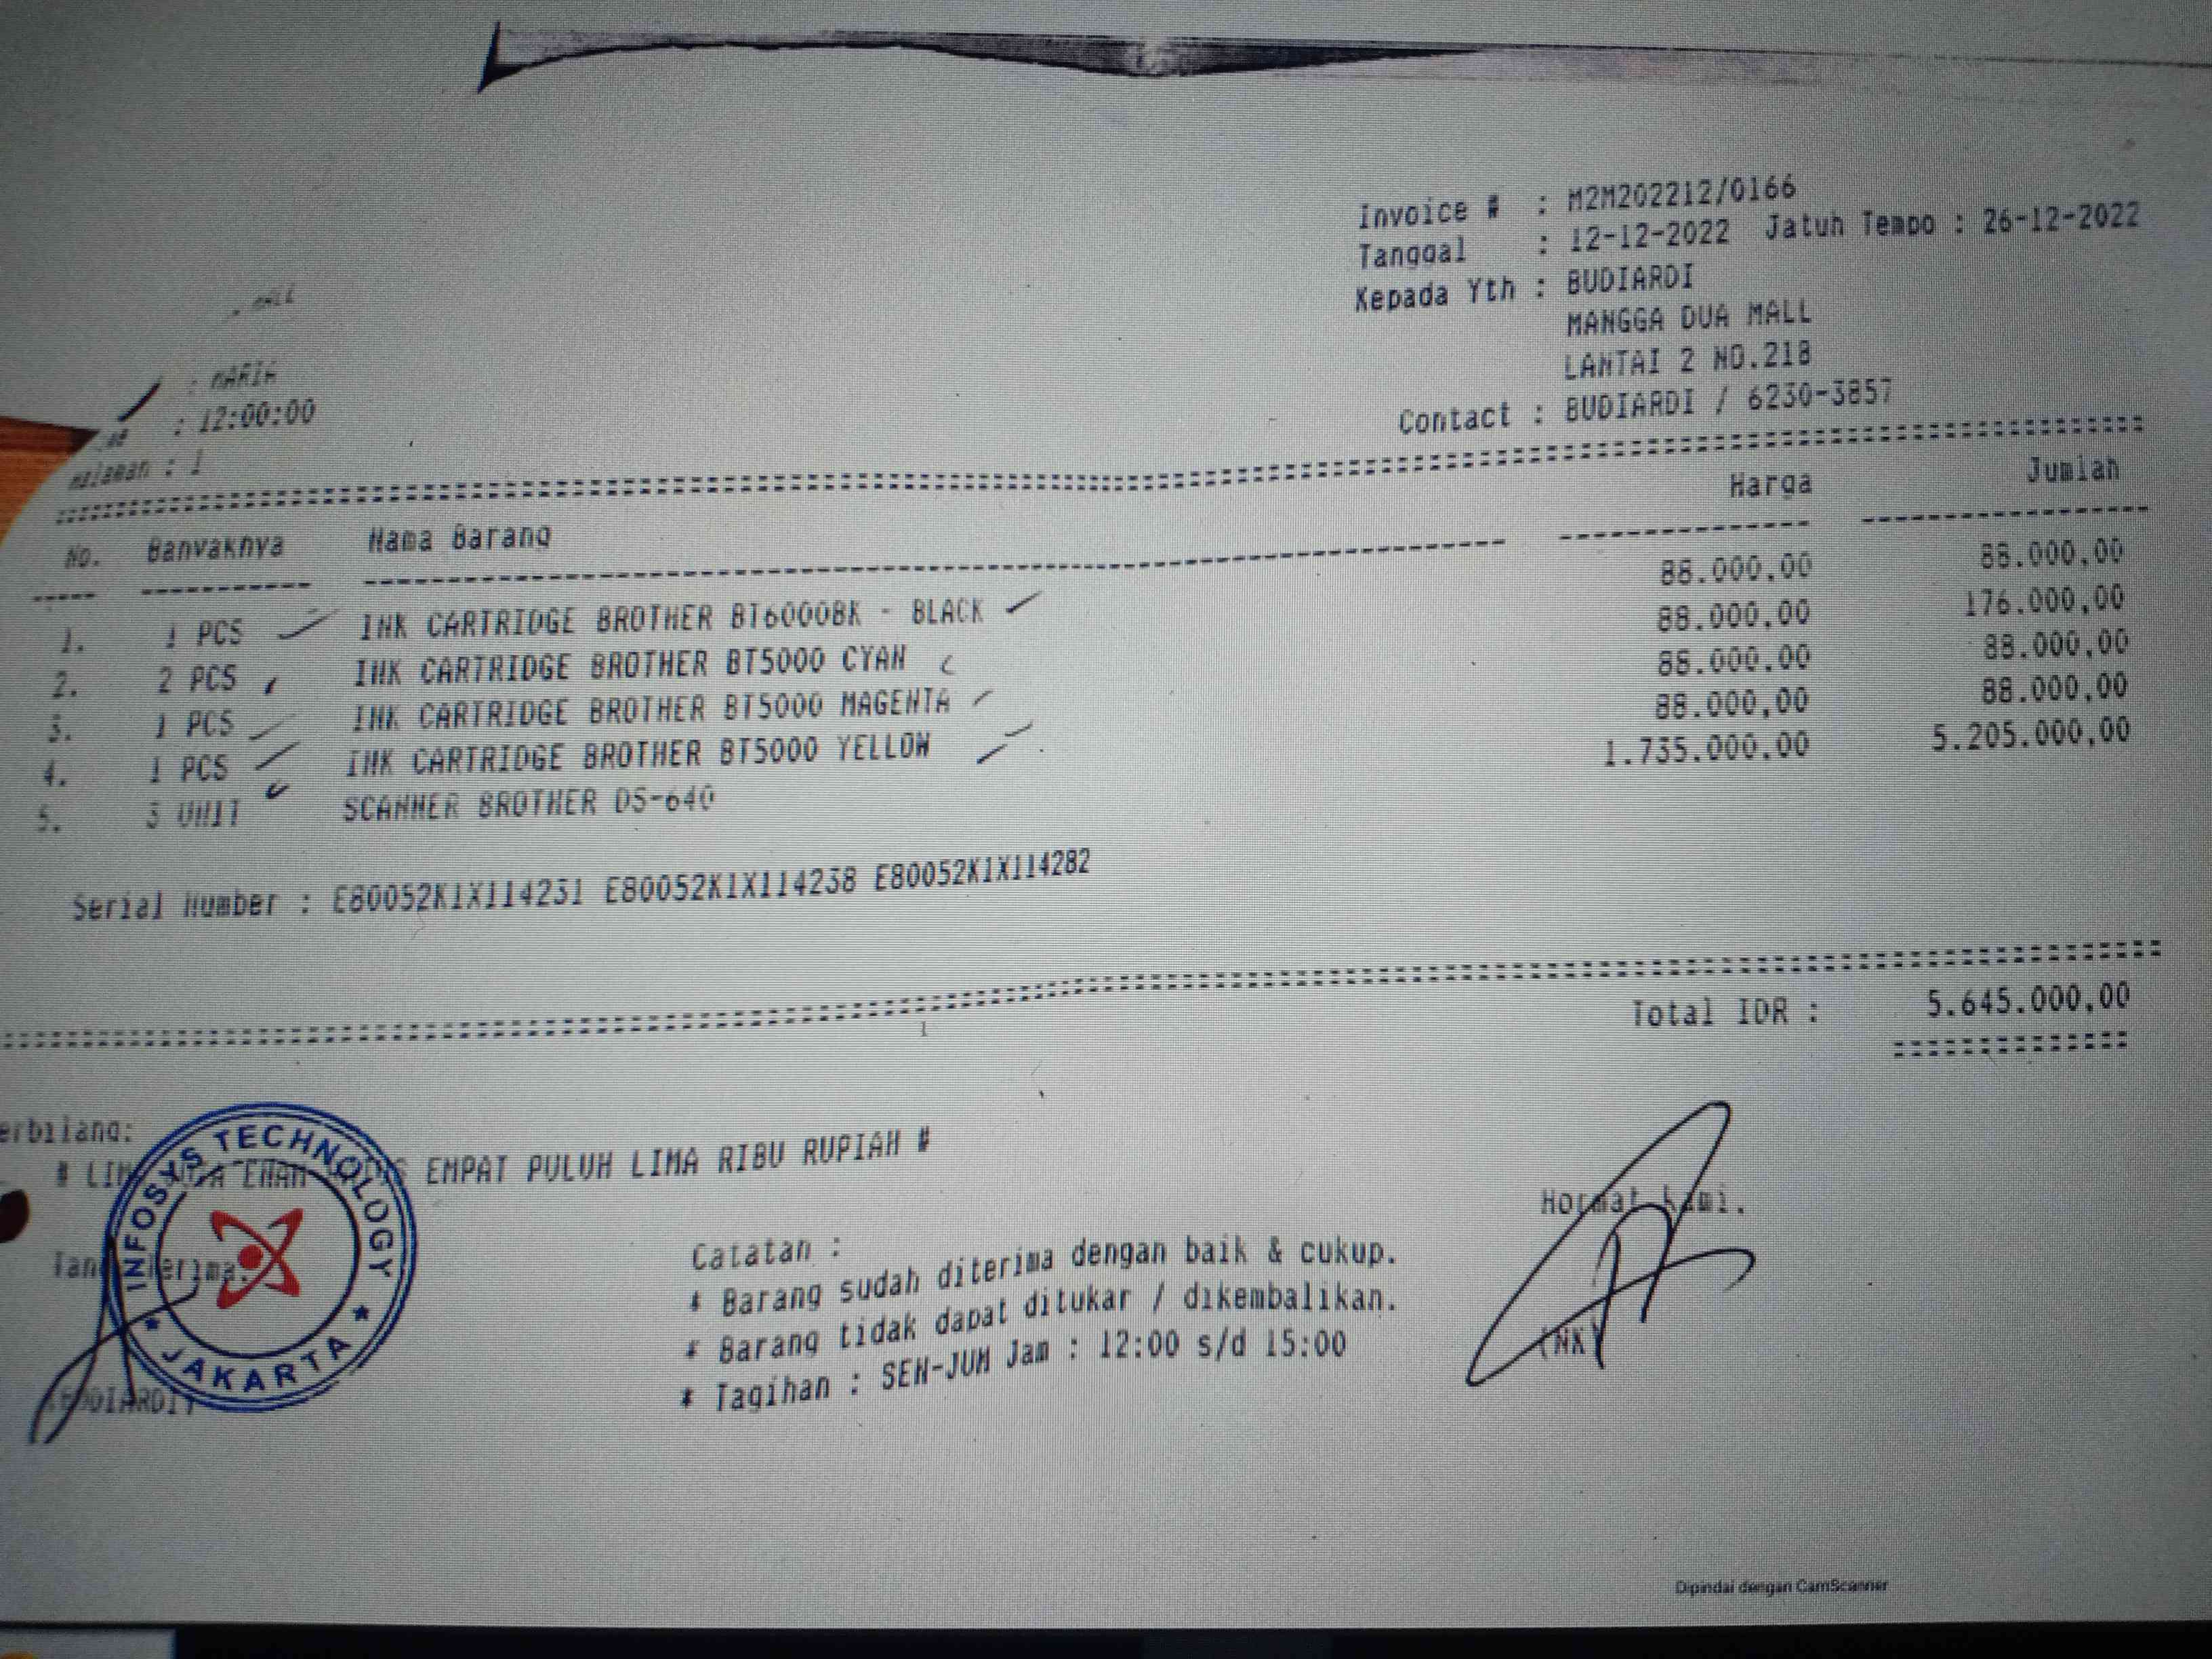 Invoice # : M2M202212/0166
Tanggal : 12-12-2022 Jatuh Tempo : 26-12-2022
Kepada Yth : BUDIARDI
MANGGA DUA MALL
LANTAI 2 NO.218
Contact : BUDIARDI / 6230-3857
: MARIA
: 12:00:00
: 1
No. Banyaknya Nama Barang Harga Jumlah
1. 1 PCS INK CARTRIDGE BROTHER BT6000BK - BLACK 88.000,00 88.000,00
2. 2 PCS INK CARTRIDGE BROTHER BT5000 CYAN 88.000,00 176.000,00
3. 1 PCS INK CARTRIDGE BROTHER BT5000 MAGENTA 88.000,00 88.000,00
4. 1 PCS INK CARTRIDGE BROTHER BT5000 YELLOW 88.000,00 88.000,00
5. 3 UNIT SCANNER BROTHER DS-640 1.735.000,00 5.205.000,00
Serial Number : E80052K1X114231 E80052K1X114238 E80052K1X114282
Total IDR : 5.645.000,00
erbilang:
EMPAT PULUH LIMA RIBU RUPIAH #
INFOSYS TECHNOLOGY
JAKARTA
Hormat Kami.
Catatan :
* Barang sudah diterima dengan baik & cukup.
* Barang tidak dapat ditukar / dikembalikan.
* Tagihan : SEN-JUM Jam : 12:00 s/d 15:00
Dipindai dengan CamScanner